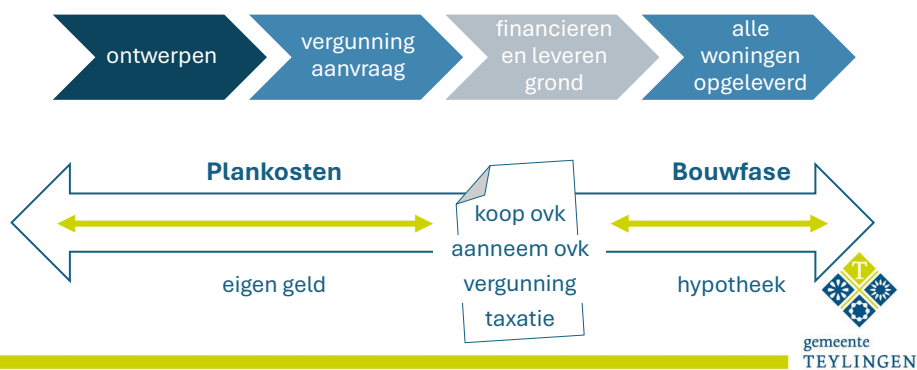 ontwerpen
vergunning
aanvraag
financieren
en leveren
grond
alle
woningen
opgeleverd
Plankosten
Bouwfase
koop ovk
aanneem ovk
vergunning
taxatie
eigen geld
hypotheek
T
gemeente
TEYLINGEN